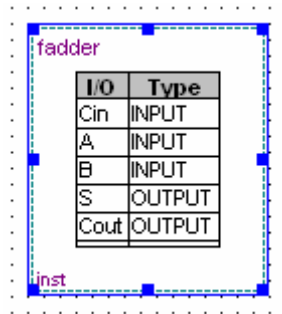 fadder
I/O Type
Cin INPUT
A INPUT
B INPUT
S OUTPUT
Cout OUTPUT
inst